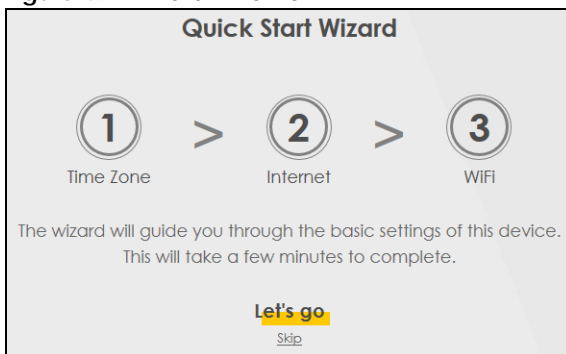 Quick Start Wizard
1 > 2 > 3
Time Zone Internet WiFi
The wizard will guide you through the basic settings of this device.
This will take a few minutes to complete.
Let's go
Skip